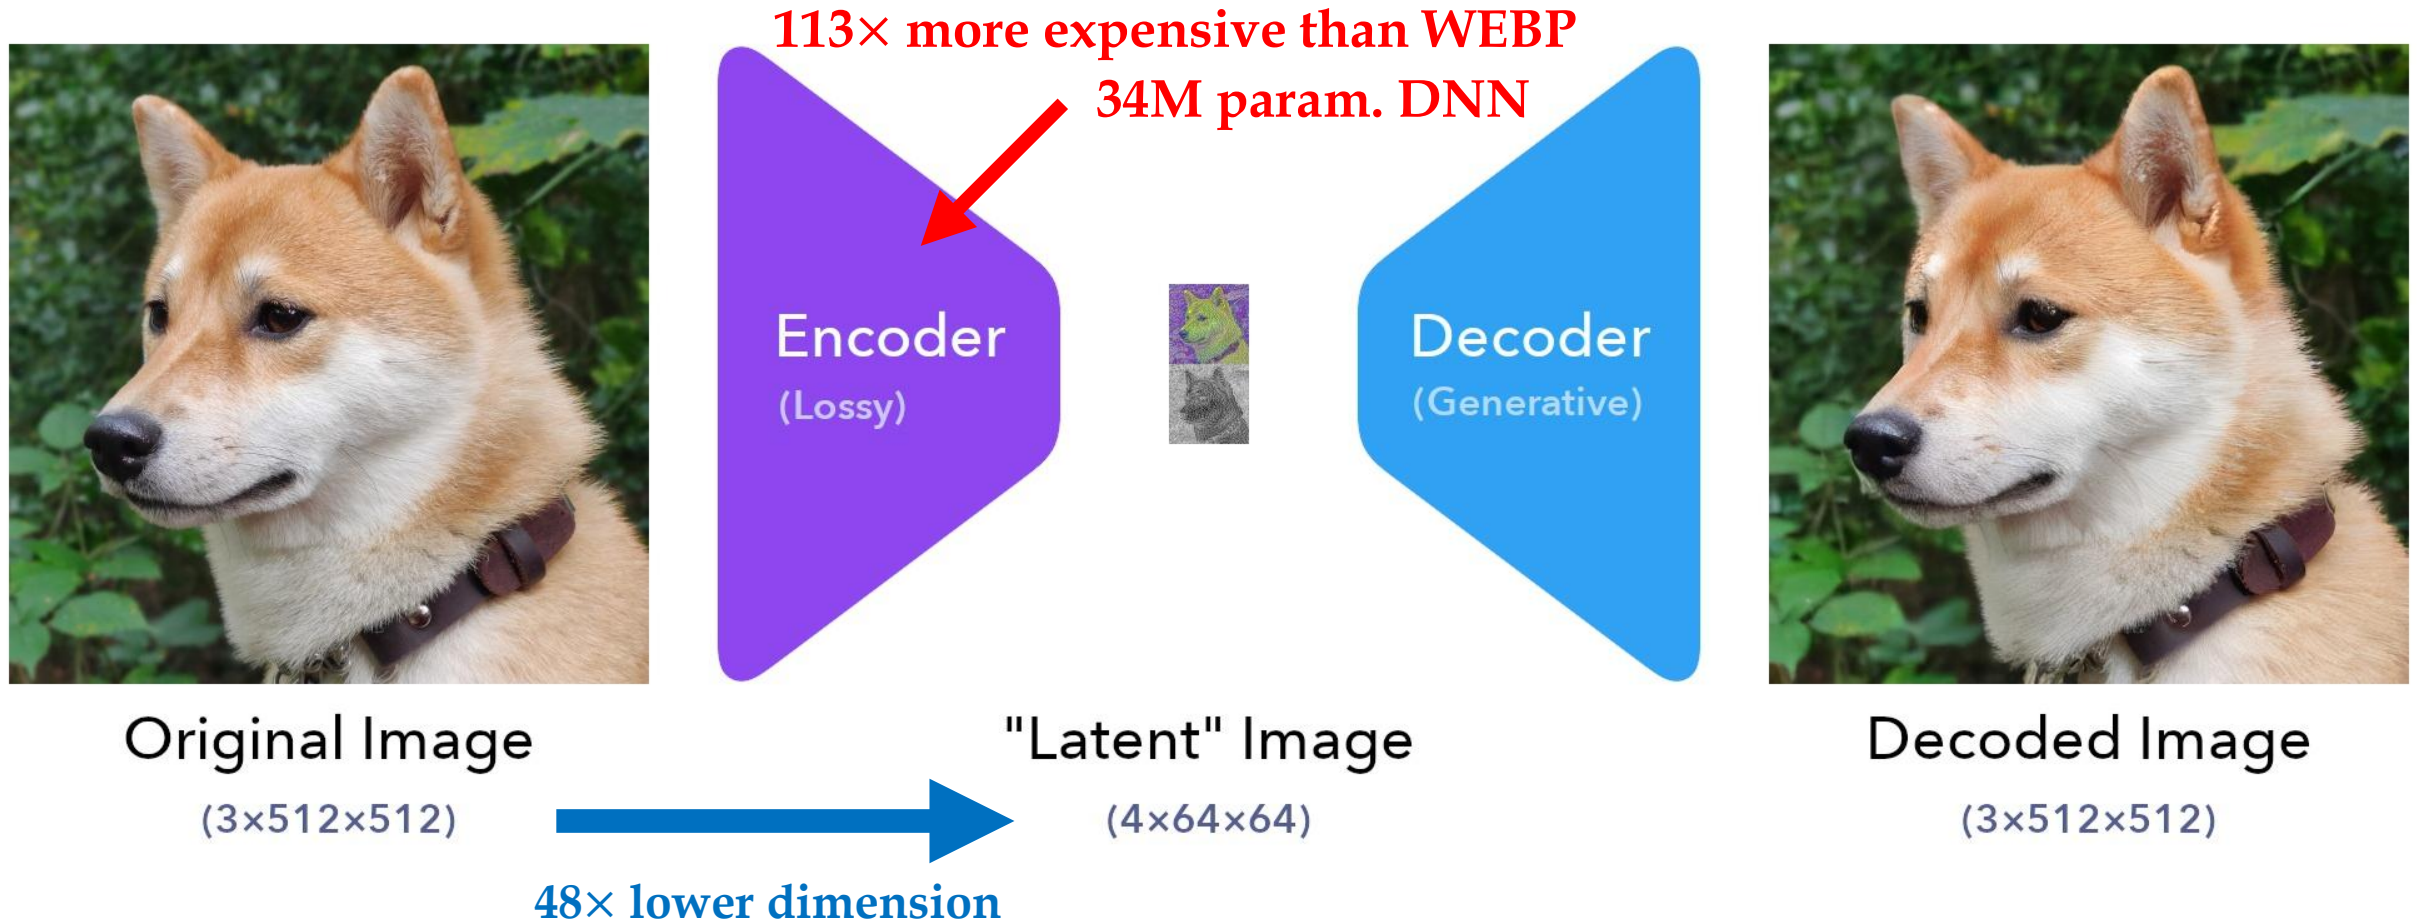 113× more expensive than WEBP
34M param. DNN
Encoder
(Lossy)
Decoder
(Generative)
Original Image
(3×512×512)
"Latent" Image
(4×64×64)
Decoded Image
(3×512×512)
48× lower dimension